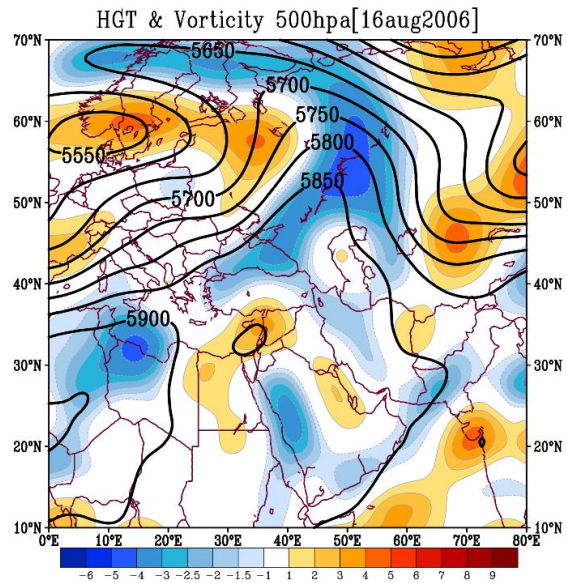 HGT & Vorticity 500hpa[16aug2006]
70°N
60°N
50°N
40°N
30°N
20°N
10°N
5650
5700
5750
5800
5850
5550
5700
5900
70°N
60°N
50°N
40°N
30°N
20°N
10°N
0°E 10°E 20°E 30°E 40°E 50°E 60°E 70°E 80°E
-6 -5 -4 -3 -2.5 -2 -1.5 -1 1 2 3 4 5 6 7 8 9